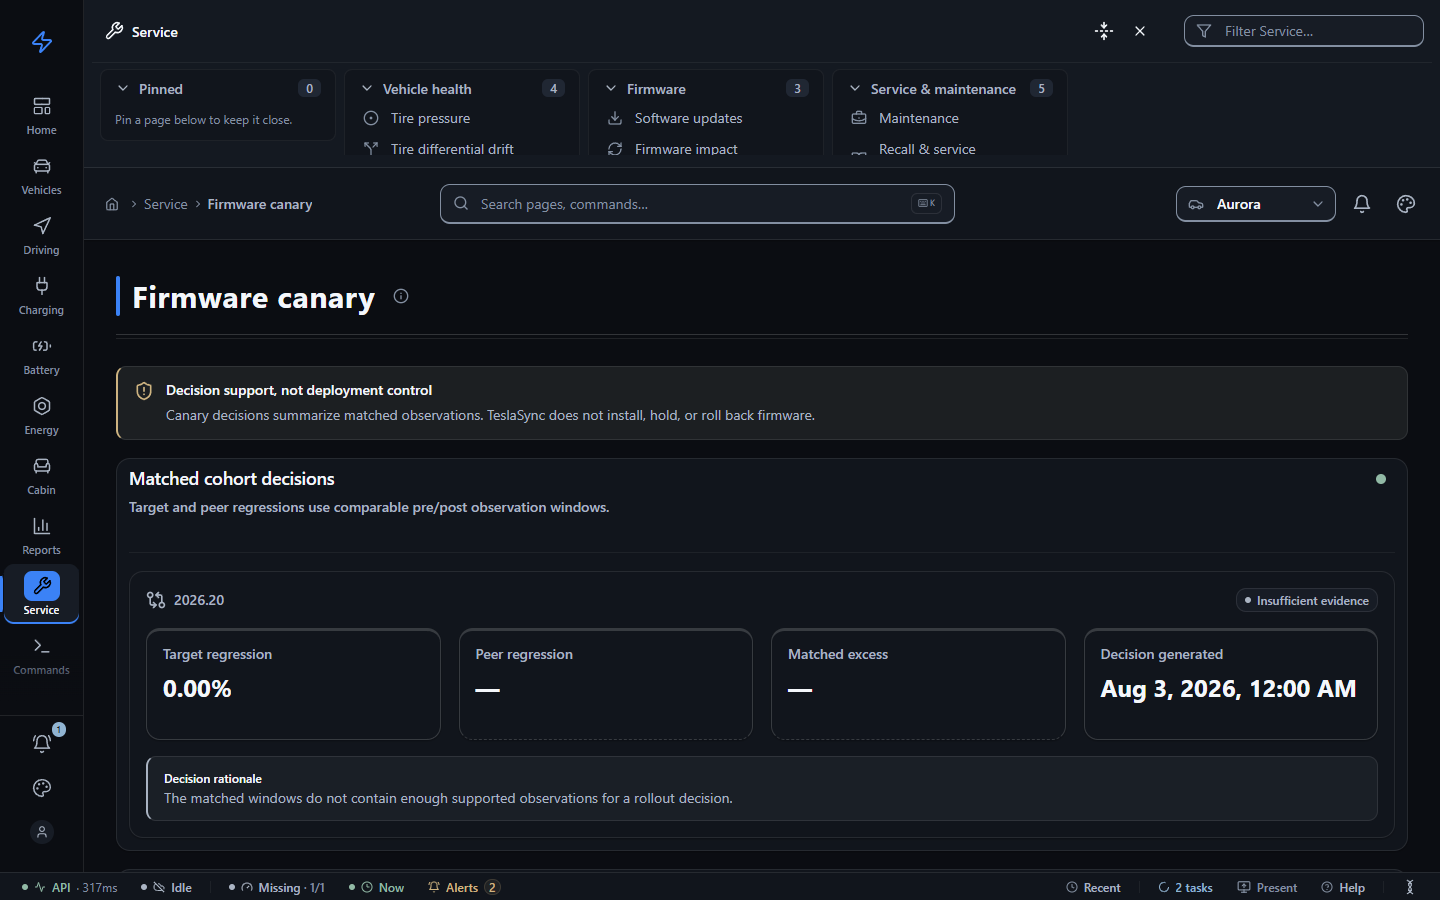 Service
Filter Service...
Pinned
0
Pin a page below to keep it close.
Vehicle health
4
Tire pressure
Tire differential drift
Firmware
3
Software updates
Firmware impact
Service & maintenance
5
Maintenance
Recall & service
Home
Vehicles
Driving
Charging
Battery
Energy
Cabin
Reports
Service
Commands
1
Service
Firmware canary
Search pages, commands...
K
Aurora
Firmware canary
Decision support, not deployment control
Canary decisions summarize matched observations. TeslaSync does not install, hold, or roll back firmware.
Matched cohort decisions
Target and peer regressions use comparable pre/post observation windows.
2026.20
Insufficient evidence
Target regression
0.00%
Peer regression
—
Matched excess
—
Decision generated
Aug 3, 2026, 12:00 AM
Decision rationale
The matched windows do not contain enough supported observations for a rollout decision.
API · 317ms
Idle
Missing · 1/1
Now
Alerts 2
Recent
2 tasks
Present
Help